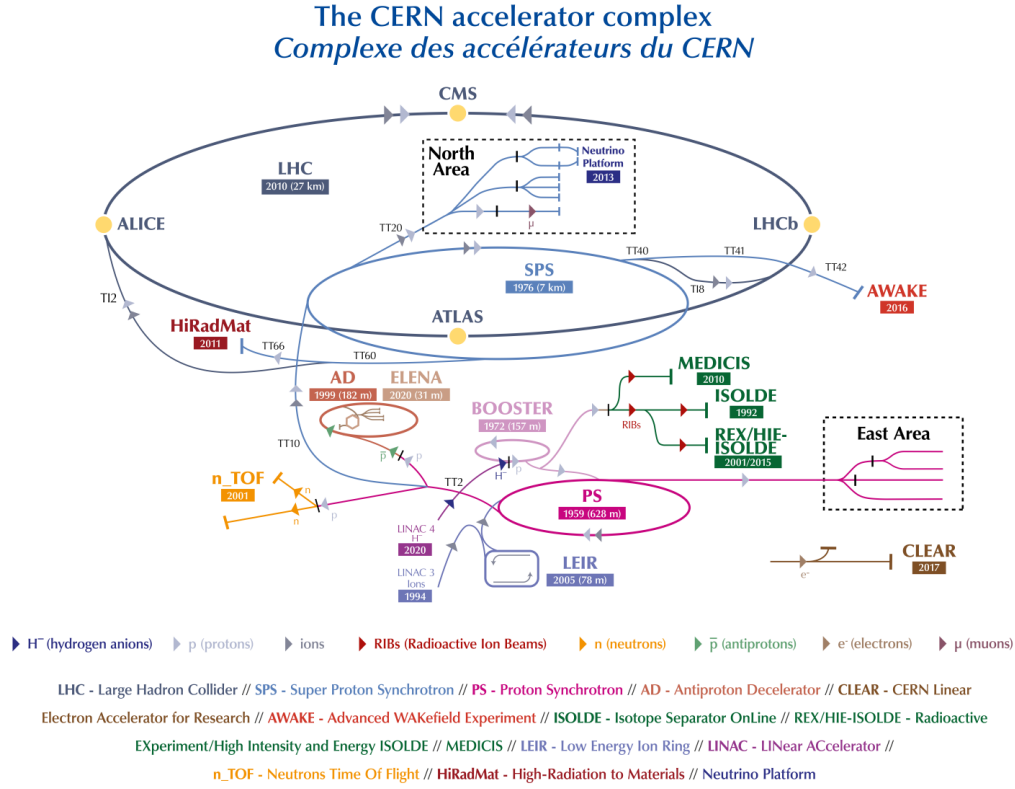 The CERN accelerator complex
Complexe des accélérateurs du CERN
CMS
North
Area
Neutrino
Platform
2013
LHC
2010 (27 km)
μ
ALICE
LHCb
TT20
TT40
TT41
TT42
SPS
1976 (7 km)
TI8
TI2
AWAKE
2016
HiRadMat
2011
ATLAS
TT66
TT60
MEDICIS
2010
AD
1999 (182 m)
ELENA
2020 (31 m)
ISOLDE
1992
BOOSTER
1972 (157 m)
RIBs
REX/HIE-
ISOLDE
2001/2015
East Area
TT10
p̅
p
p
H⁻
n_TOF
2001
TT2
n
n
p
PS
1959 (628 m)
LINAC 4
H⁻
2020
LINAC 3
Ions
1994
LEIR
2005 (78 m)
CLEAR
2017
e⁻
H⁻ (hydrogen anions)
p (protons)
ions
RIBs (Radioactive Ion Beams)
n (neutrons)
p̅ (antiprotons)
e⁻ (electrons)
μ (muons)
LHC - Large Hadron Collider // SPS - Super Proton Synchrotron // PS - Proton Synchrotron // AD - Antiproton Decelerator // CLEAR - CERN Linear
Electron Accelerator for Research // AWAKE - Advanced WAKefield Experiment // ISOLDE - Isotope Separator OnLine // REX/HIE-ISOLDE - Radioactive
EXperiment/High Intensity and Energy ISOLDE // MEDICIS // LEIR - Low Energy Ion Ring // LINAC - LINear ACcelerator //
n_TOF - Neutrons Time Of Flight // HiRadMat - High-Radiation to Materials // Neutrino Platform